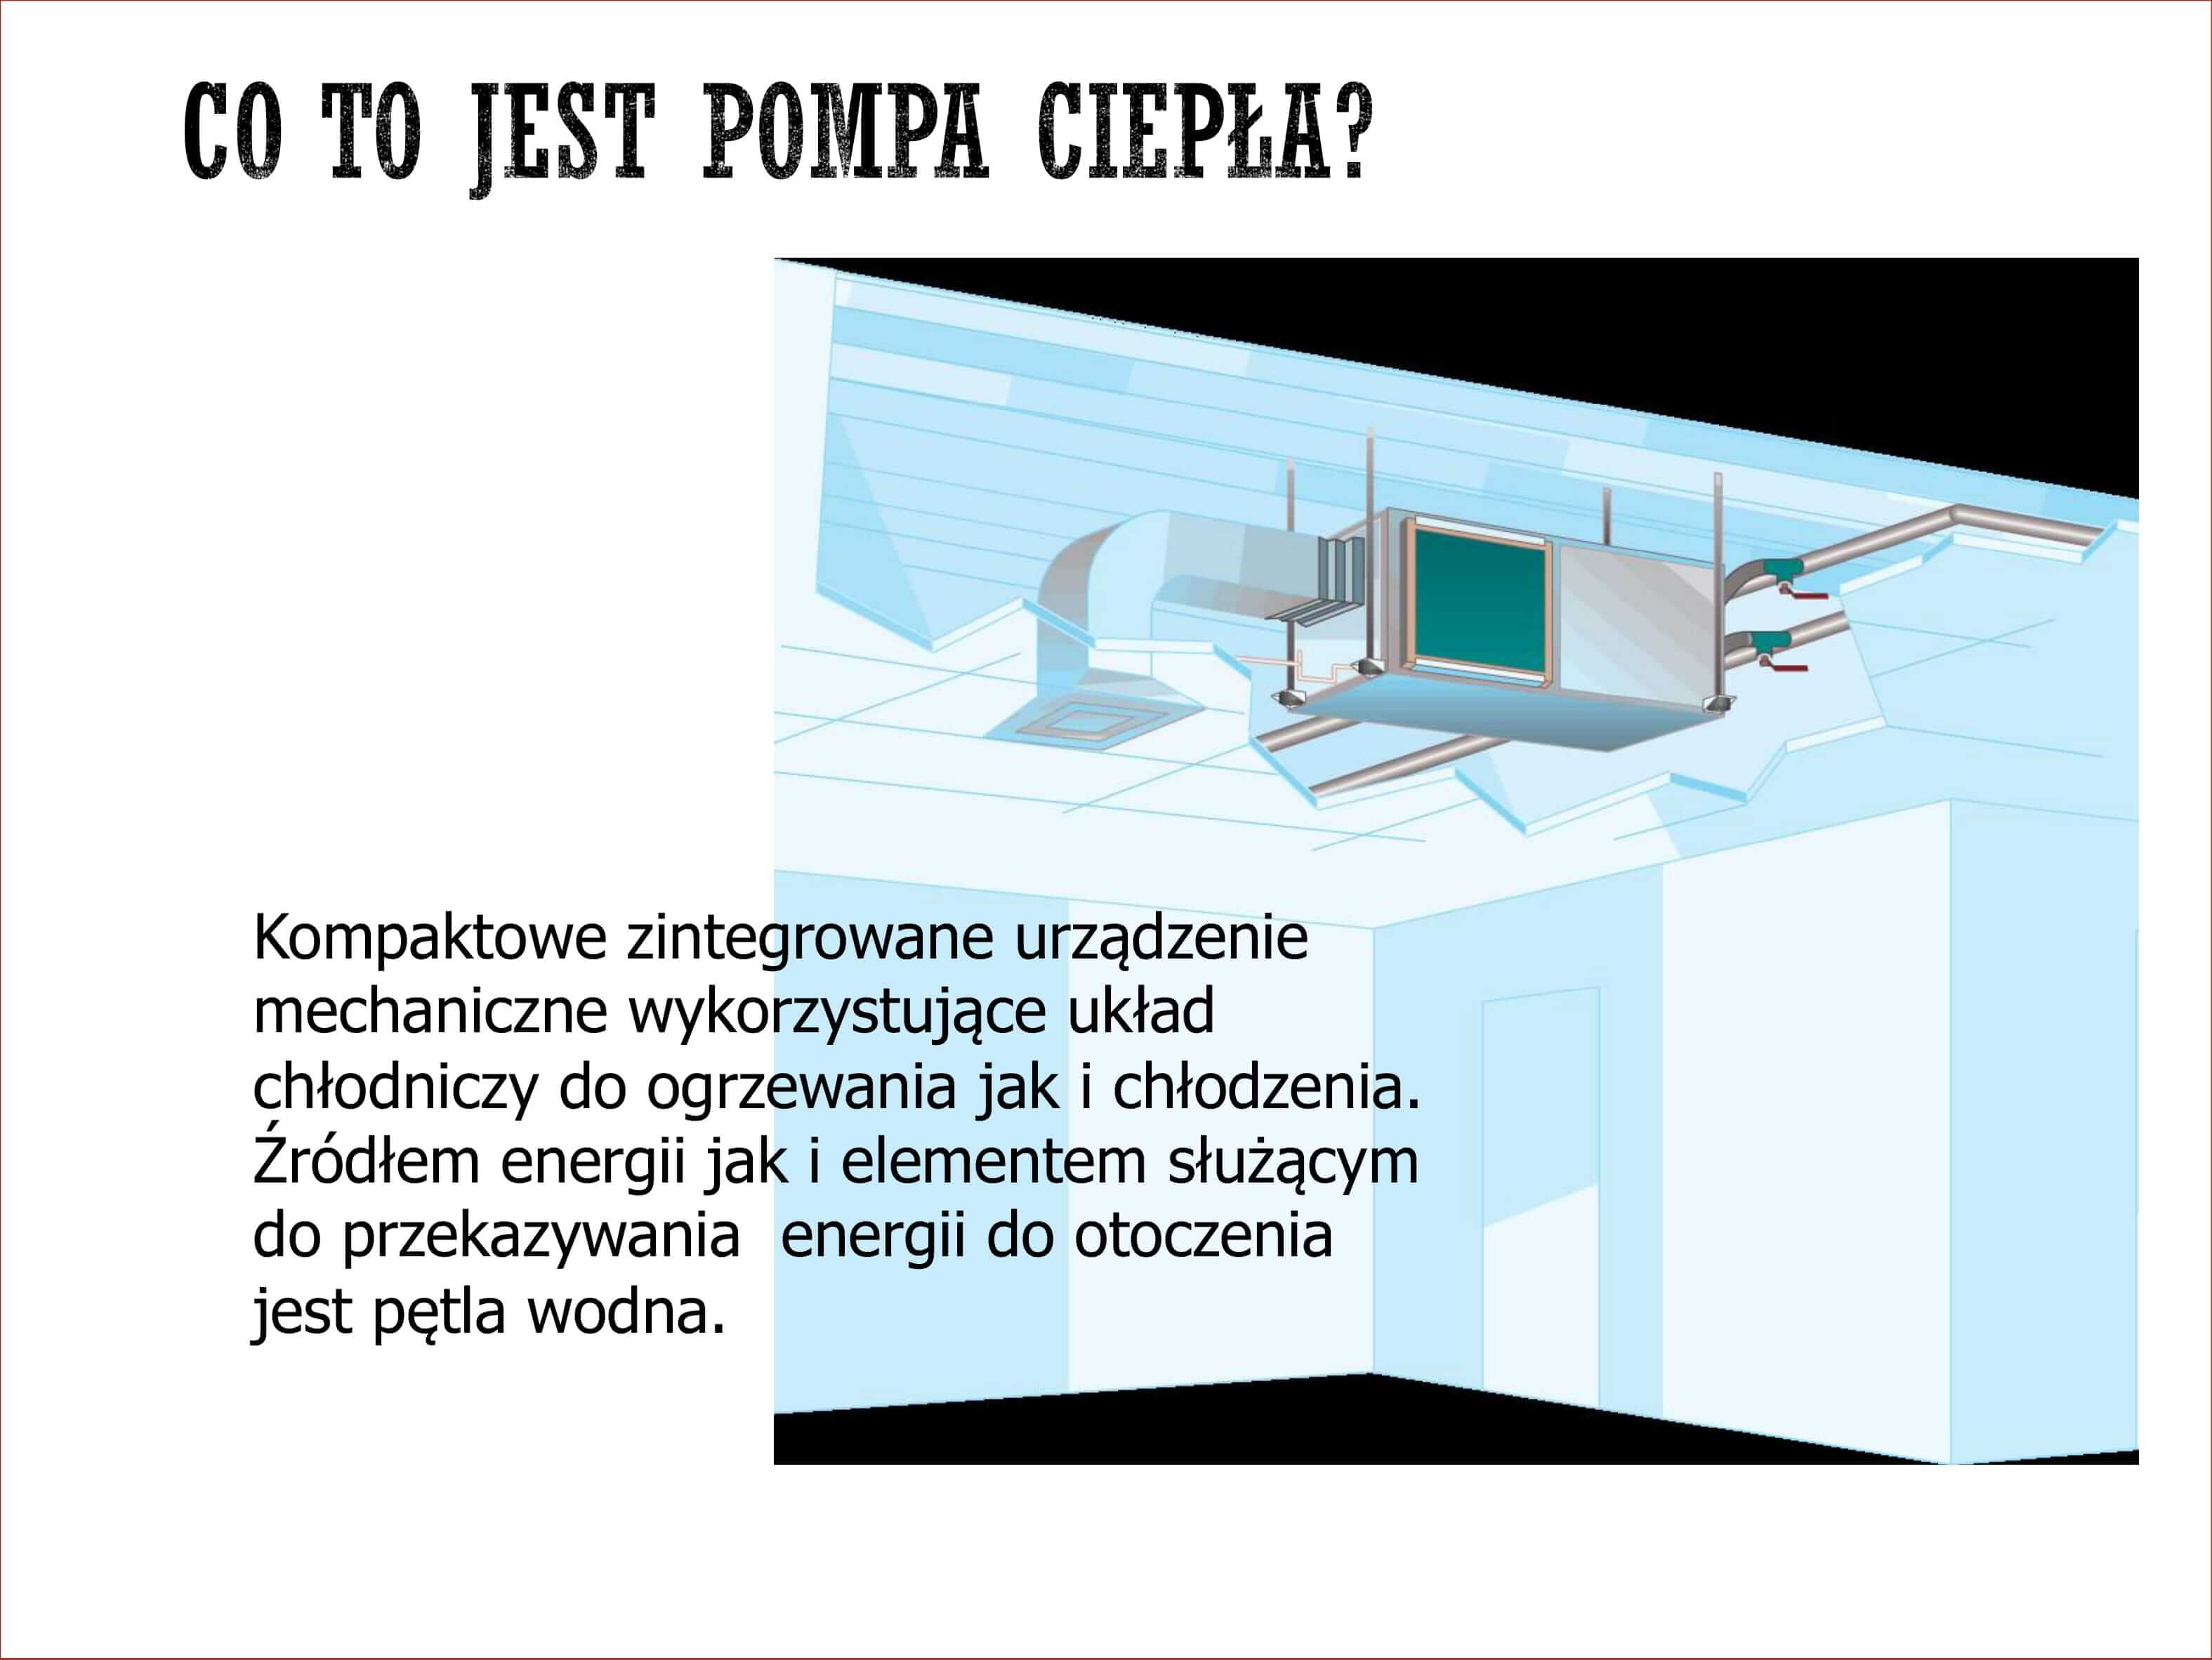 CO TO JEST POMPA CIEPŁA?
Kompaktowe zintegrowane urządzenie
mechaniczne wykorzystujące układ
chłodniczy do ogrzewania jak i chłodzenia.
Źródłem energii jak i elementem służącym
do przekazywania  energii do otoczenia
jest pętla wodna.